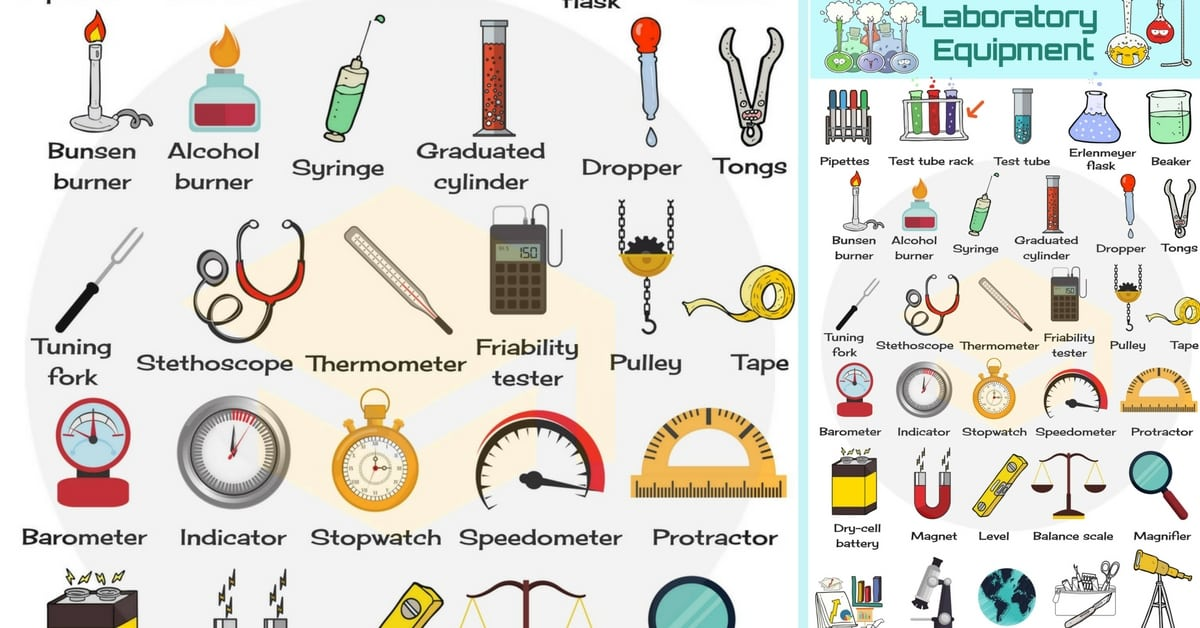 flask
Bunsen
burner
Alcohol
burner
Syringe
Graduated
cylinder
Dropper
Tongs
Tuning
fork
Stethoscope
Thermometer
150
Friability
tester
Pulley
Tape
Barometer
Indicator
Stopwatch
Speedometer
Protractor
Laboratory
Equipment
Pipettes
Test tube rack
Test tube
Erlenmeyer
flask
Beaker
Bunsen
burner
Alcohol
burner
Syringe
Graduated
cylinder
Dropper
Tongs
Tuning
fork
Stethoscope
Thermometer
150
Friability
tester
Pulley
Tape
Barometer
Indicator
Stopwatch
Speedometer
Protractor
Dry-cell
battery
Magnet
Level
Balance scale
Magnifier